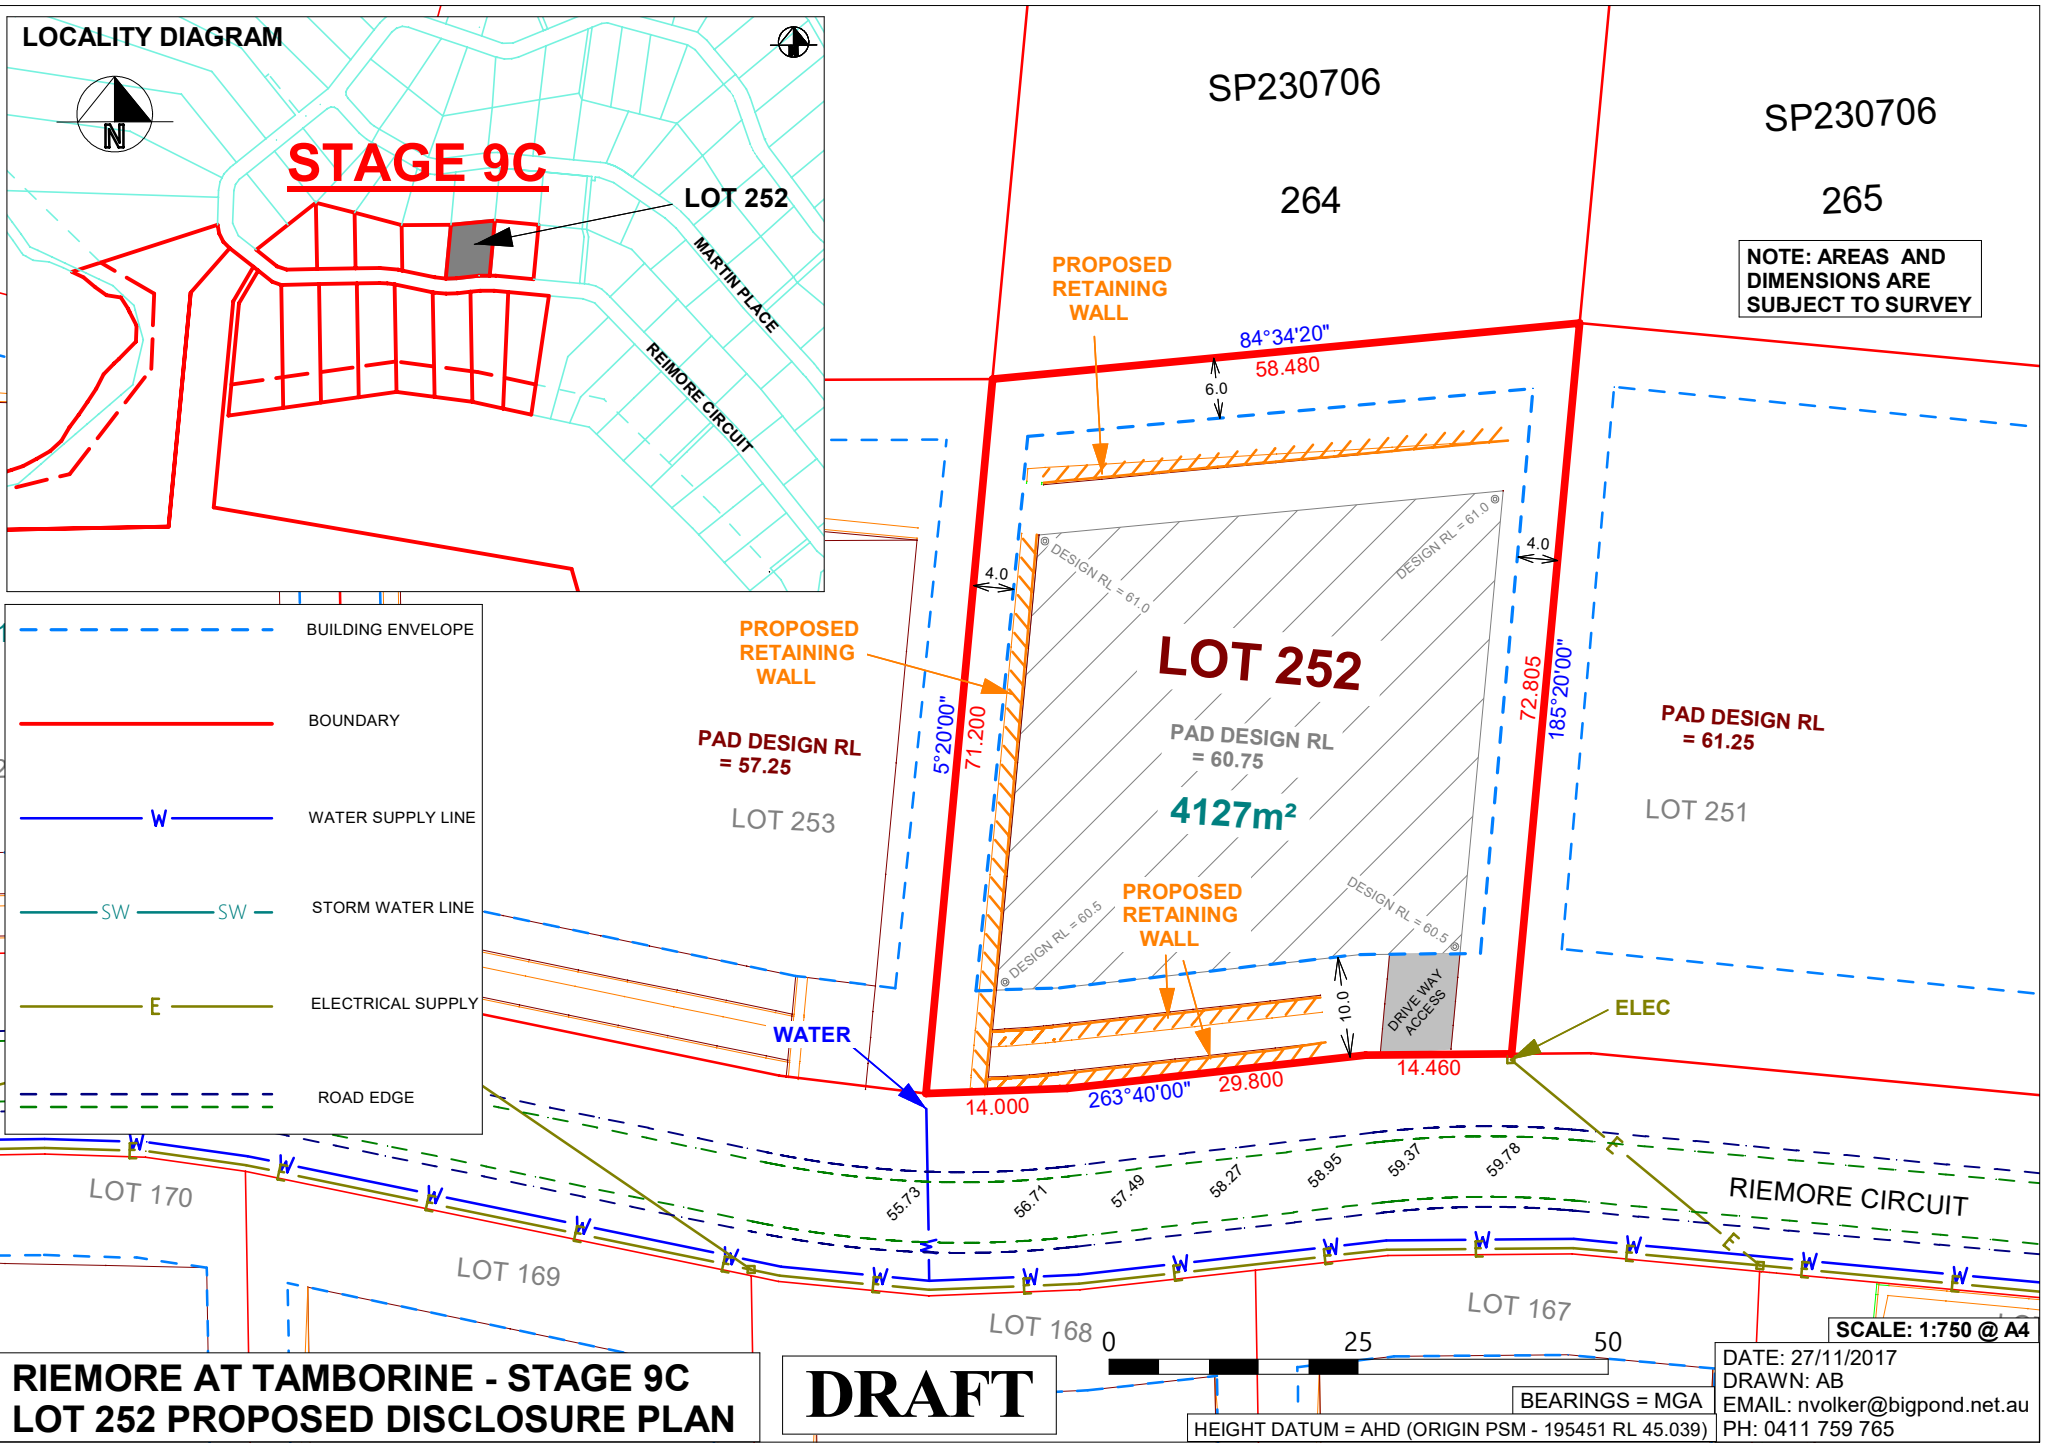 LOCALITY DIAGRAM
N
STAGE 9C
LOT 252
MARTIN PLACE
REIMORE CIRCUIT
SP230706
264
SP230706
265
NOTE: AREAS AND
DIMENSIONS ARE
SUBJECT TO SURVEY
PROPOSED
RETAINING
WALL
84°34'20"
58.480
6.0
4.0
4.0
DESIGN RL = 61.0
DESIGN RL = 61.0
PROPOSED
RETAINING
WALL
LOT 252
PAD DESIGN RL
= 60.75
4127m²
5°20'00"
71.200
72.805
185°20'00"
PAD DESIGN RL
= 57.25
LOT 253
PAD DESIGN RL
= 61.25
LOT 251
DESIGN RL = 60.5
DESIGN RL = 60.5
PROPOSED
RETAINING
WALL
10.0
DRIVE WAY
ACCESS
WATER
ELEC
14.000
263°40'00"
29.800
14.460
BUILDING ENVELOPE
BOUNDARY
W
WATER SUPPLY LINE
SW SW
STORM WATER LINE
E
ELECTRICAL SUPPLY
ROAD EDGE
55.73
56.71
57.49
58.27
58.95
59.37
59.78
RIEMORE CIRCUIT
E
E
W
W W W W W W W W W W W W W
E E E E E E E E E E E E E
LOT 170
LOT 169
LOT 168
LOT 167
0 25 50
SCALE: 1:750 @ A4
RIEMORE AT TAMBORINE - STAGE 9C
LOT 252 PROPOSED DISCLOSURE PLAN
DRAFT
BEARINGS = MGA
HEIGHT DATUM = AHD (ORIGIN PSM - 195451 RL 45.039)
DATE: 27/11/2017
DRAWN: AB
EMAIL: nvolker@bigpond.net.au
PH: 0411 759 765